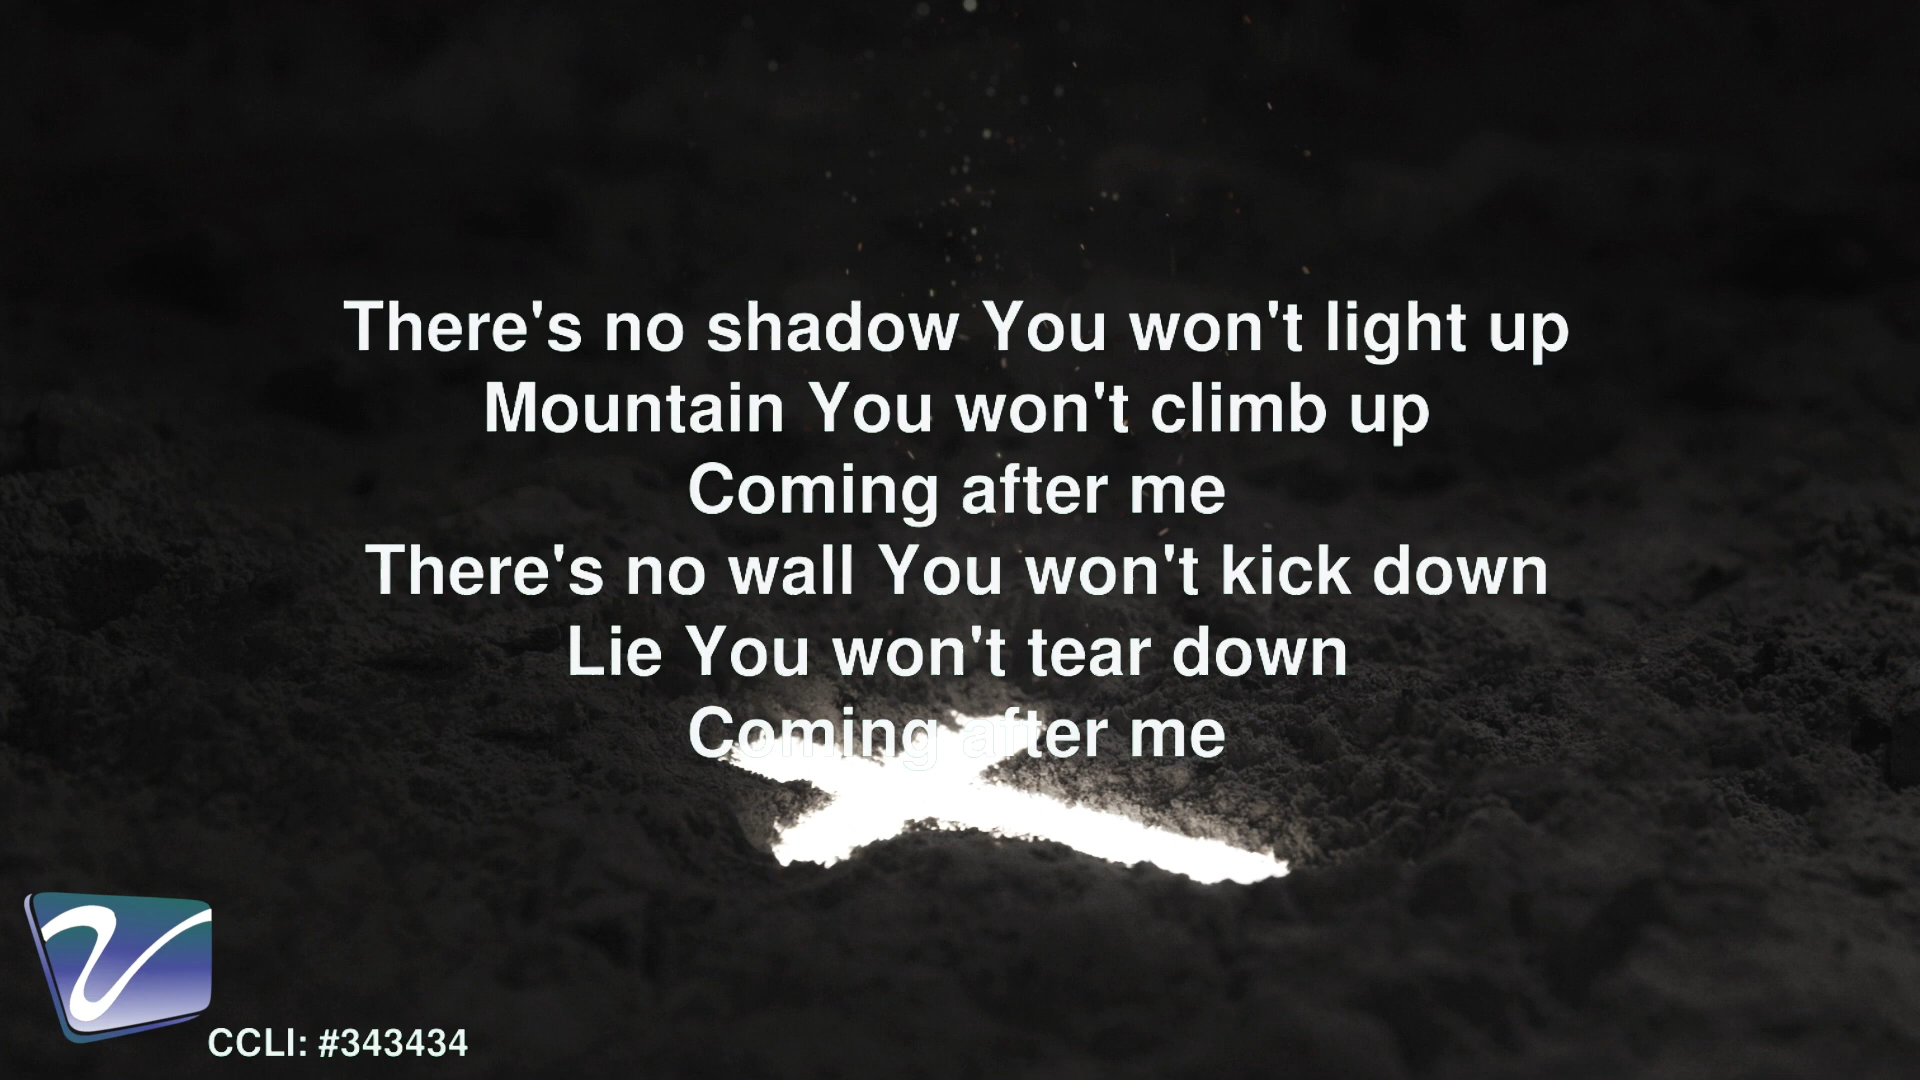 There's no shadow You won't light up
Mountain You won't climb up
Coming after me
There's no wall You won't kick down
Lie You won't tear down
Coming after me
CCLI: #343434